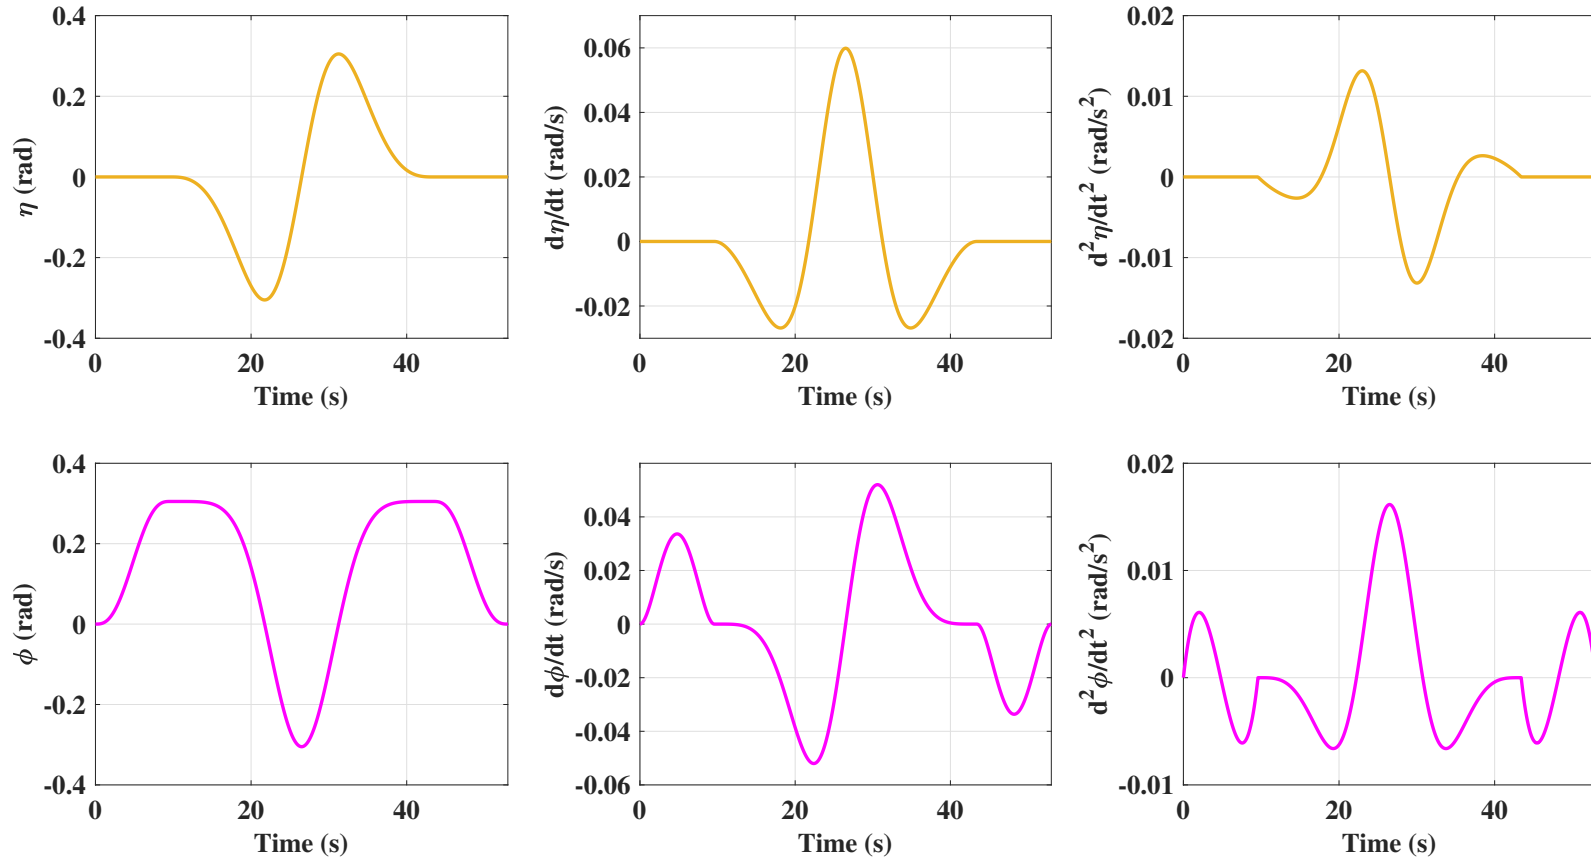 0.4
0.2
0
-0.2
-0.4
η (rad)
0 20 40
Time (s)
0.06
0.04
0.02
0
-0.02
dη/dt (rad/s)
0 20 40
Time (s)
0.02
0.01
0
-0.01
-0.02
d²η/dt² (rad/s²)
0 20 40
Time (s)
0.4
0.2
0
-0.2
-0.4
ϕ (rad)
0 20 40
Time (s)
0.04
0.02
0
-0.02
-0.04
-0.06
dϕ/dt (rad/s)
0 20 40
Time (s)
0.02
0.01
0
-0.01
d²ϕ/dt² (rad/s²)
0 20 40
Time (s)